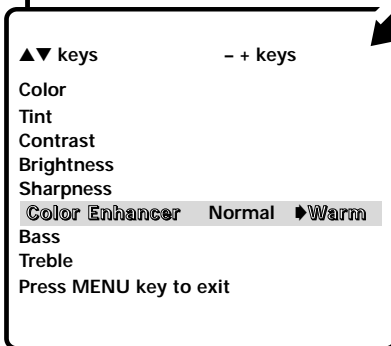 ▲▼ keys – + keys
Color
Tint
Contrast
Brightness
Sharpness
Color Enhancer Normal ➧Warm
Bass
Treble
Press MENU key to exit